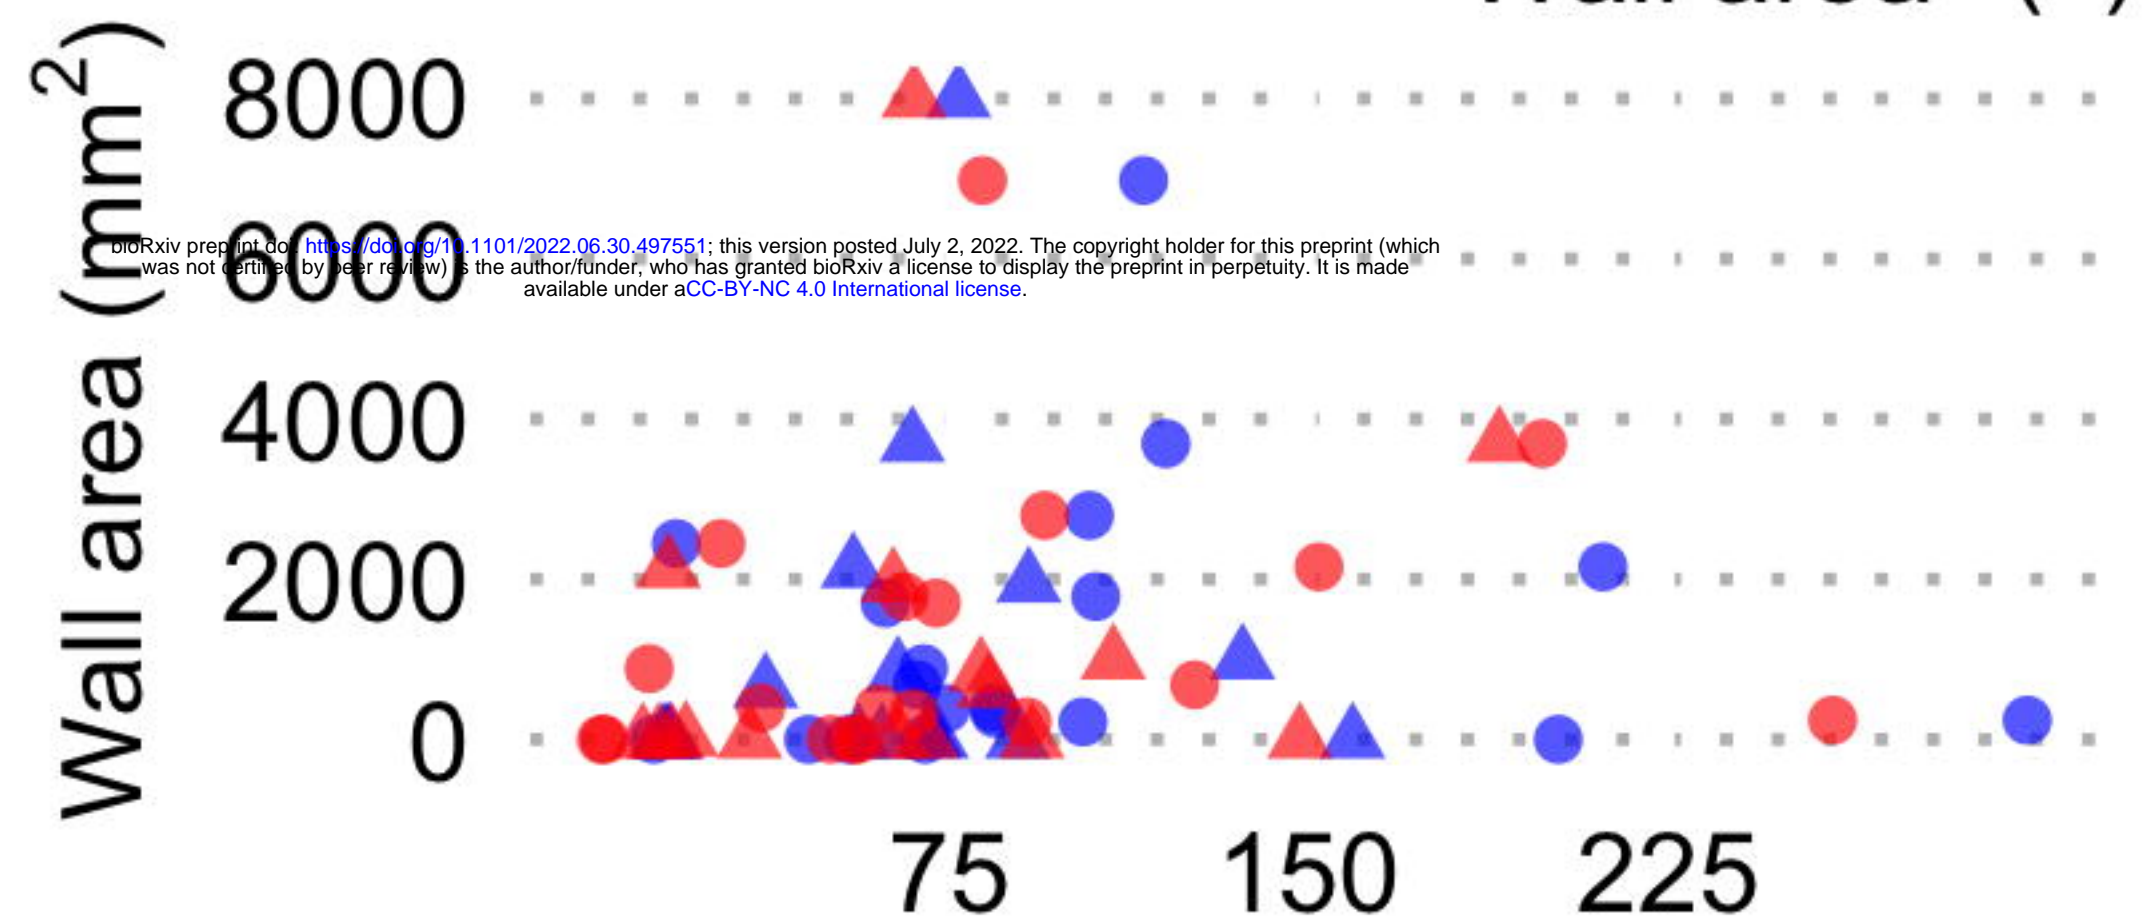 Wall area (mm2)
8000
6000
bioRxiv preprint doi: https://doi.org/10.1101/2022.06.30.497551; this version posted July 2, 2022. The copyright holder for this preprint (which
was not certified by peer review) is the author/funder, who has granted bioRxiv a license to display the preprint in perpetuity. It is made
available under aCC-BY-NC 4.0 International license.
4000
2000
0
75 150 225